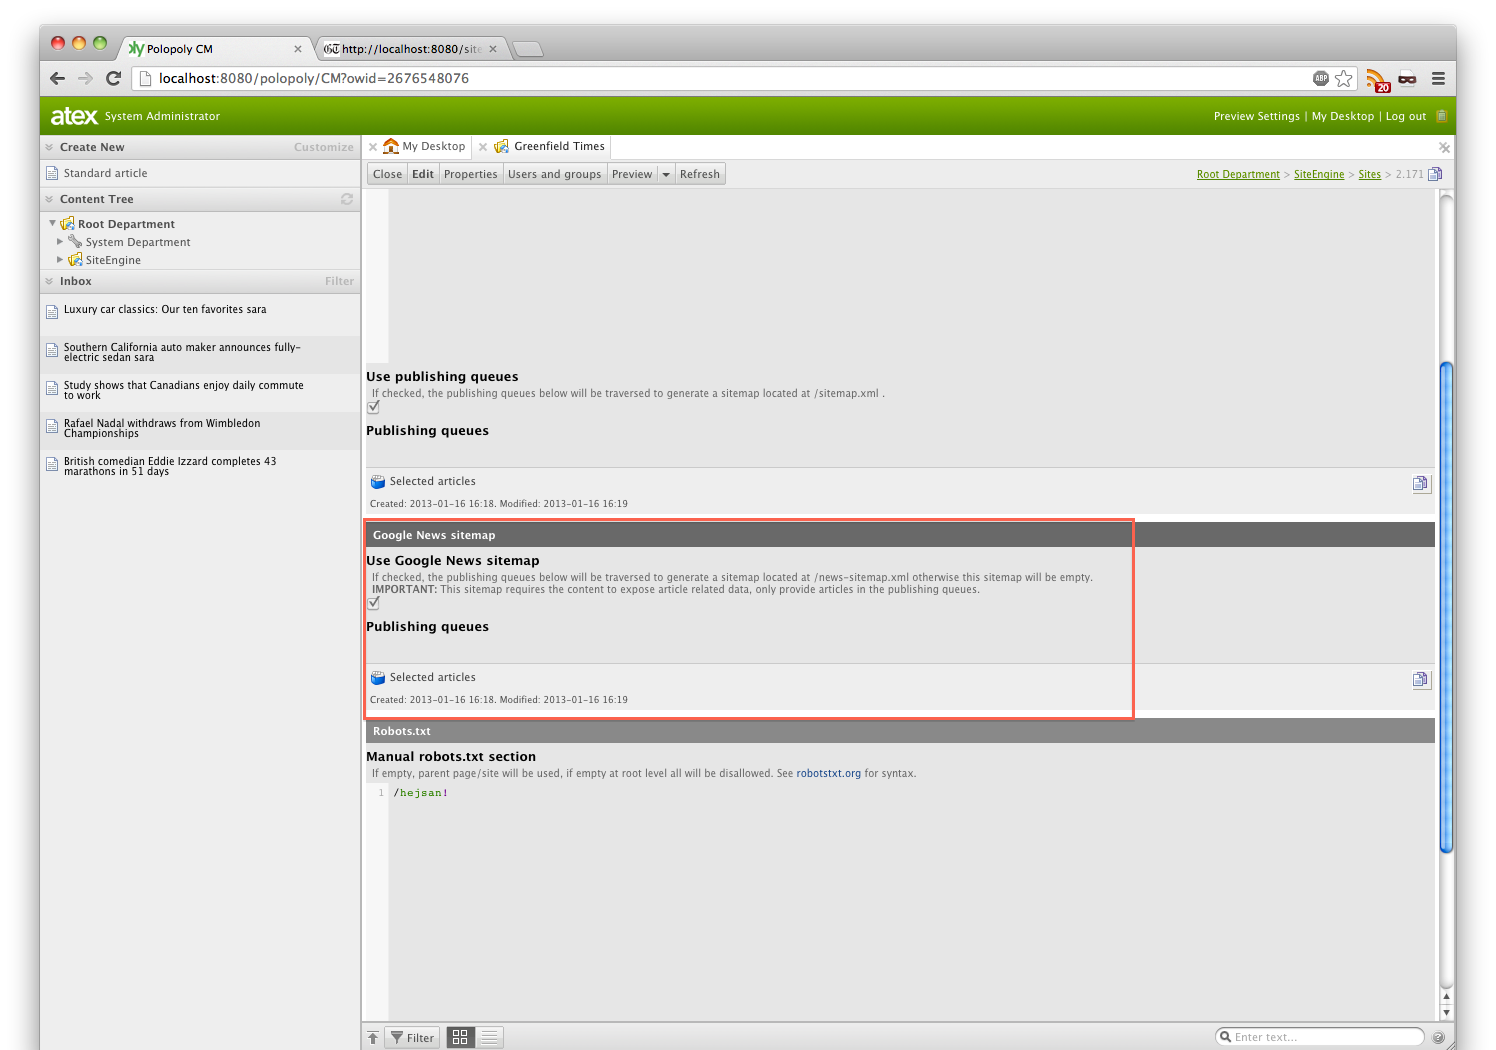 Polopoly CM
http://localhost:8080/site
localhost:8080/polopoly/CM?owid=2676548076
ABP
20
atex System Administrator
Preview Settings | My Desktop | Log out
Create New
Customize
Standard article
Content Tree
Root Department
System Department
SiteEngine
Inbox
Filter
Luxury car classics: Our ten favorites sara
Southern California auto maker announces fully-
electric sedan sara
Study shows that Canadians enjoy daily commute
to work
Rafael Nadal withdraws from Wimbledon
Championships
British comedian Eddie Izzard completes 43
marathons in 51 days
My Desktop
Greenfield Times
Close Edit Properties Users and groups Preview Refresh
Root Department > SiteEngine > Sites > 2.171
Use publishing queues
If checked, the publishing queues below will be traversed to generate a sitemap located at /sitemap.xml .
Publishing queues
Selected articles
Created: 2013-01-16 16:18. Modified: 2013-01-16 16:19
Google News sitemap
Use Google News sitemap
If checked, the publishing queues below will be traversed to generate a sitemap located at /news-sitemap.xml otherwise this sitemap will be empty.
IMPORTANT: This sitemap requires the content to expose article related data, only provide articles in the publishing queues.
Publishing queues
Selected articles
Created: 2013-01-16 16:18. Modified: 2013-01-16 16:19
Robots.txt
Manual robots.txt section
If empty, parent page/site will be used, if empty at root level all will be disallowed. See robotstxt.org for syntax.
1 /hejsan!
Filter
Enter text...